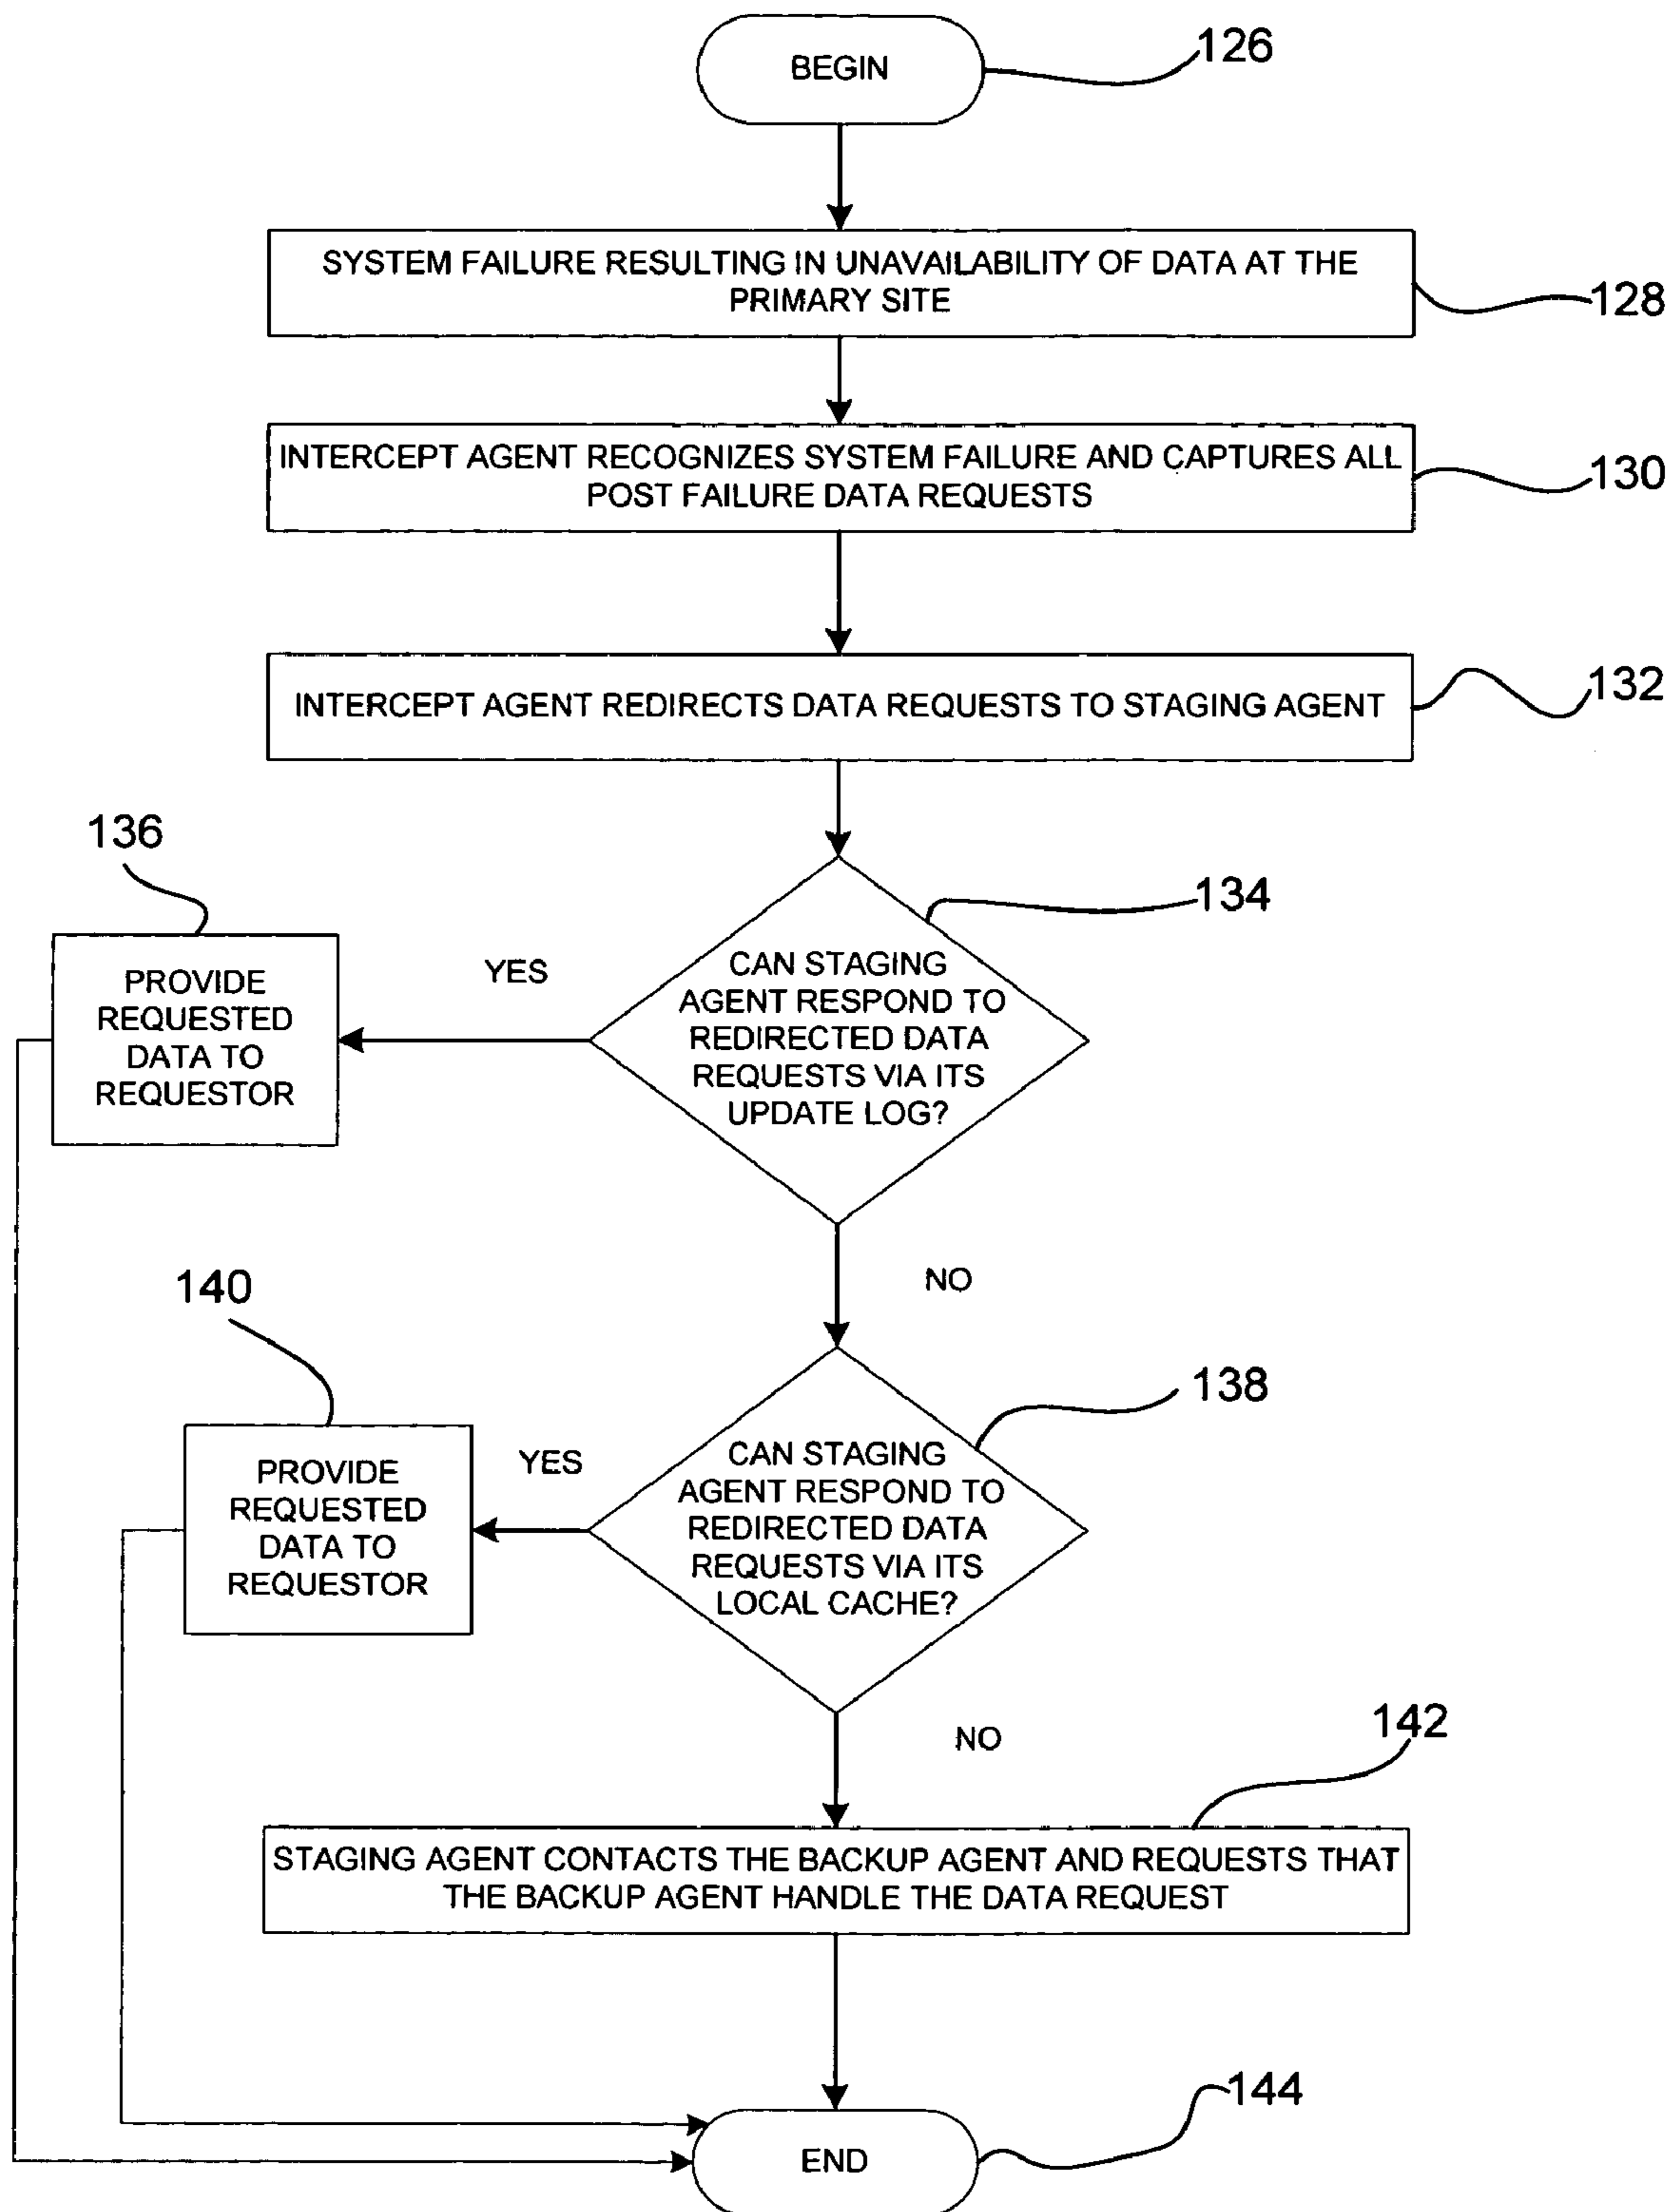 BEGIN
126
SYSTEM FAILURE RESULTING IN UNAVAILABILITY OF DATA AT THE
PRIMARY SITE
128
INTERCEPT AGENT RECOGNIZES SYSTEM FAILURE AND CAPTURES ALL
POST FAILURE DATA REQUESTS
130
INTERCEPT AGENT REDIRECTS DATA REQUESTS TO STAGING AGENT
132
134
CAN STAGING
AGENT RESPOND TO
REDIRECTED DATA
REQUESTS VIA ITS
UPDATE LOG?
YES
136
PROVIDE
REQUESTED
DATA TO
REQUESTOR
NO
138
CAN STAGING
AGENT RESPOND TO
REDIRECTED DATA
REQUESTS VIA ITS
LOCAL CACHE?
YES
140
PROVIDE
REQUESTED
DATA TO
REQUESTOR
NO
142
STAGING AGENT CONTACTS THE BACKUP AGENT AND REQUESTS THAT
THE BACKUP AGENT HANDLE THE DATA REQUEST
144
END